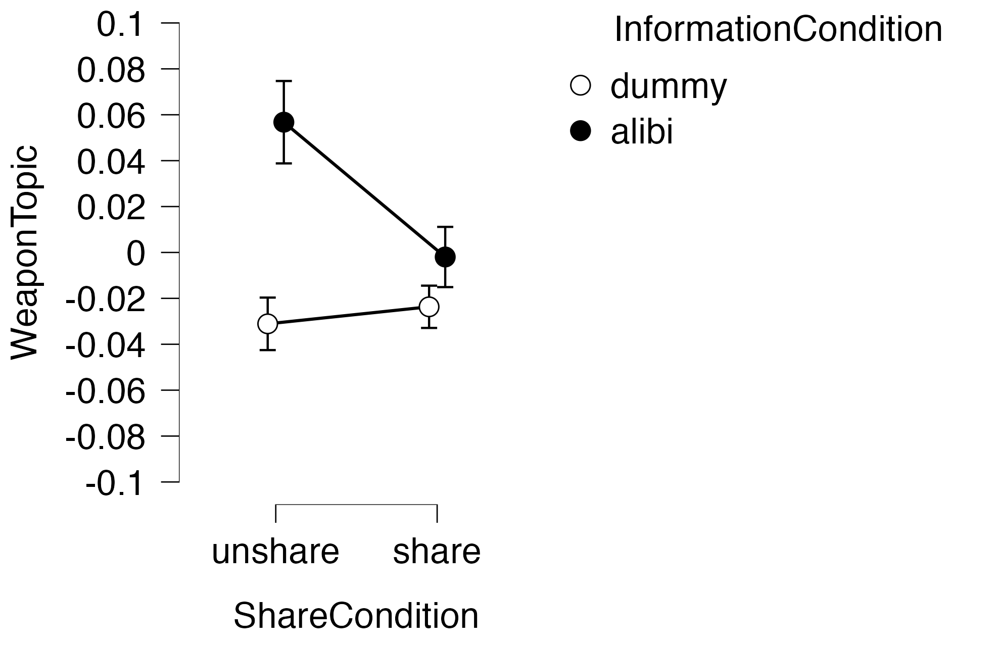 InformationCondition
dummy
alibi
WeaponTopic
0.1
0.08
0.06
0.04
0.02
0
-0.02
-0.04
-0.06
-0.08
-0.1
unshare share
ShareCondition